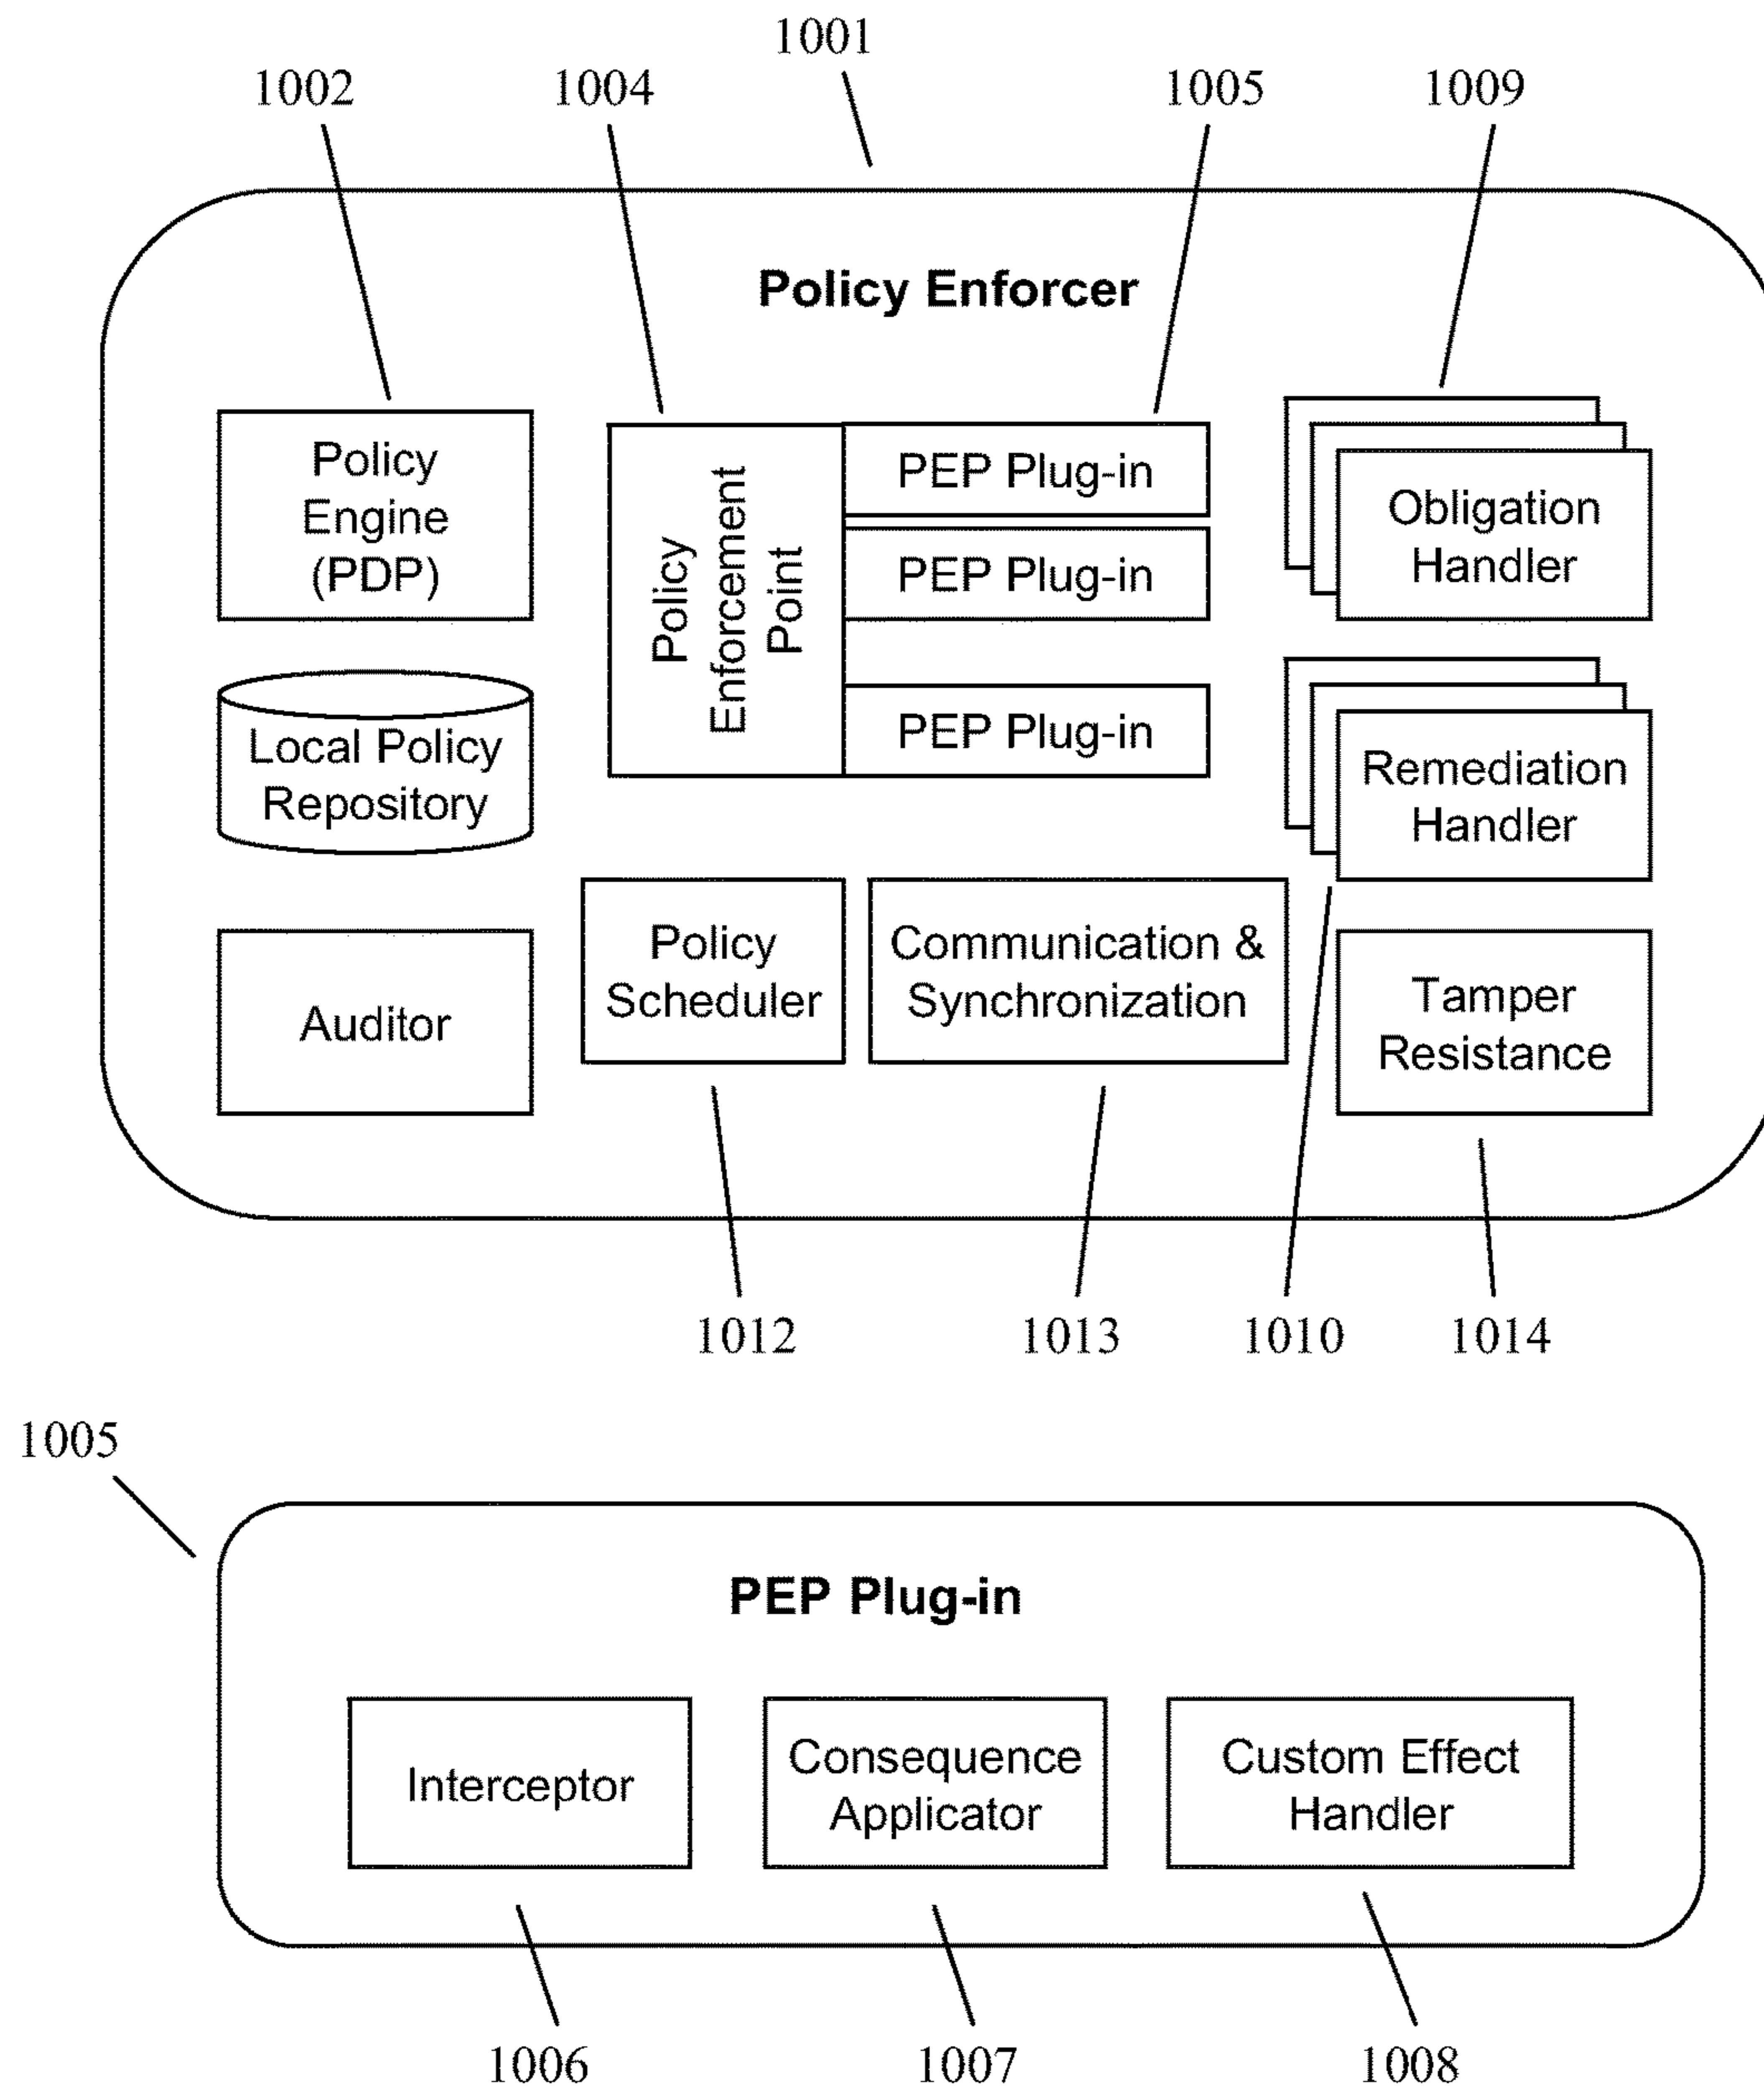 1001
1002
1004
1005
1009
Policy Enforcer
Policy
Engine
(PDP)
Policy
Enforcement
Point
PEP Plug-in
PEP Plug-in
PEP Plug-in
Obligation
Handler
Local Policy
Repository
Remediation
Handler
Auditor
Policy
Scheduler
Communication &
Synchronization
Tamper
Resistance
1012
1013
1010
1014
1005
PEP Plug-in
Interceptor
Consequence
Applicator
Custom Effect
Handler
1006
1007
1008